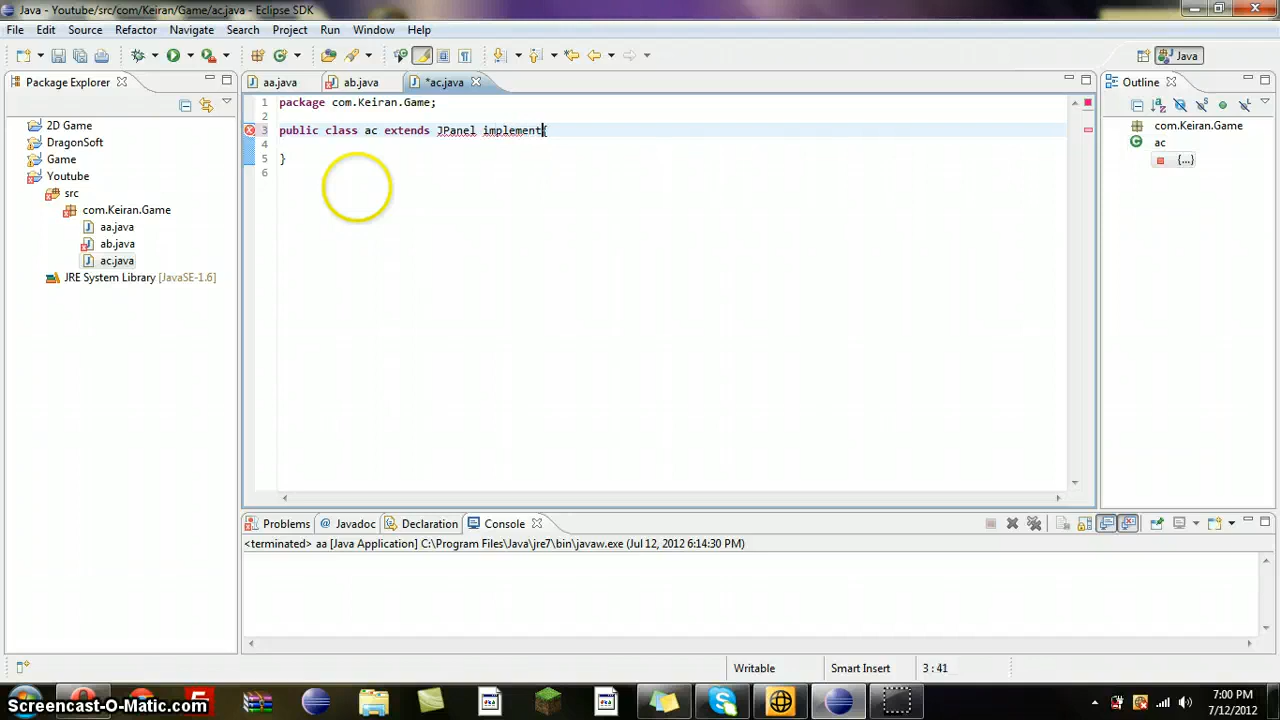 Java - Youtube/src/com/Keiran/Game/ac.java - Eclipse SDK
File Edit Source Refactor Navigate Search Project Run Window Help
Java
Package Explorer
aa.java
ab.java
*ac.java
Outline
1 package com.Keiran.Game;
2
3 public class ac extends JPanel implement{
4
5 }
6
2D Game
DragonSoft
Game
Youtube
src
com.Keiran.Game
aa.java
ab.java
ac.java
JRE System Library [JavaSE-1.6]
com.Keiran.Game
ac
{...}
Problems @ Javadoc Declaration Console
<terminated> aa [Java Application] C:\Program Files\Java\jre7\bin\javaw.exe (Jul 12, 2012 6:14:30 PM)
Writable Smart Insert 3 : 41
Screencast-O-Matic.com
5
7:00 PM
7/12/2012